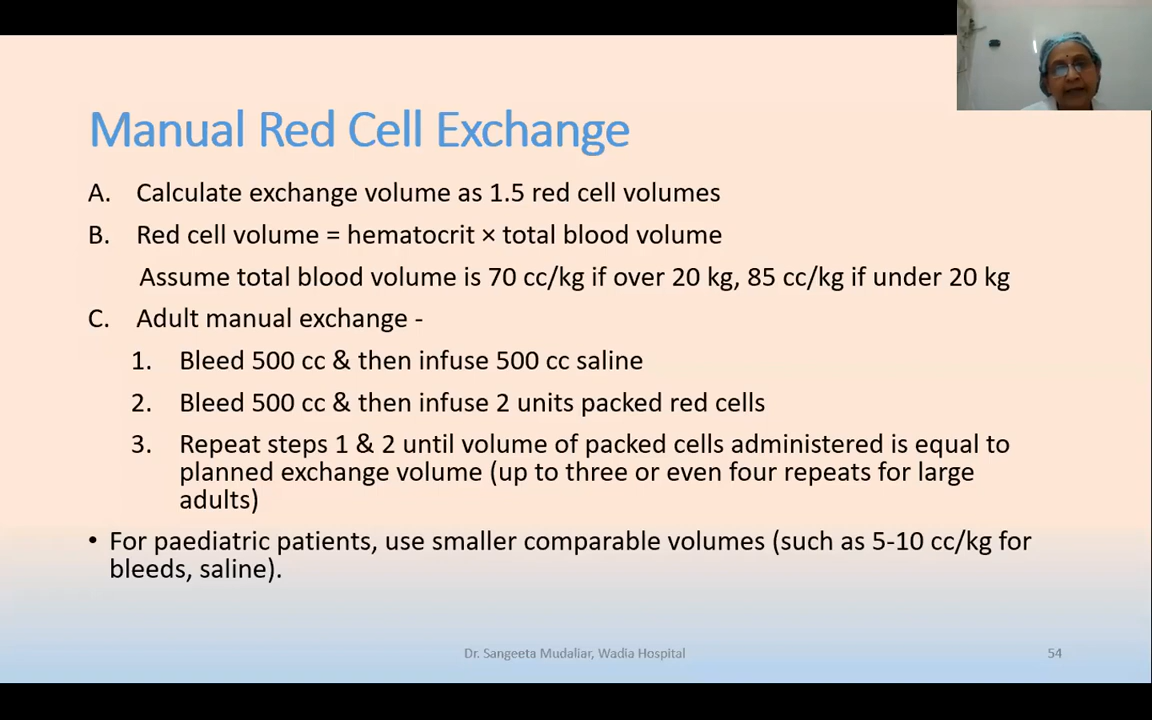 Manual Red Cell Exchange
A. Calculate exchange volume as 1.5 red cell volumes
B. Red cell volume = hematocrit × total blood volume
Assume total blood volume is 70 cc/kg if over 20 kg, 85 cc/kg if under 20 kg
C. Adult manual exchange -
1. Bleed 500 cc & then infuse 500 cc saline
2. Bleed 500 cc & then infuse 2 units packed red cells
3. Repeat steps 1 & 2 until volume of packed cells administered is equal to
planned exchange volume (up to three or even four repeats for large
adults)
• For paediatric patients, use smaller comparable volumes (such as 5-10 cc/kg for
bleeds, saline).
Dr. Sangeeta Mudaliar, Wadia Hospital
54